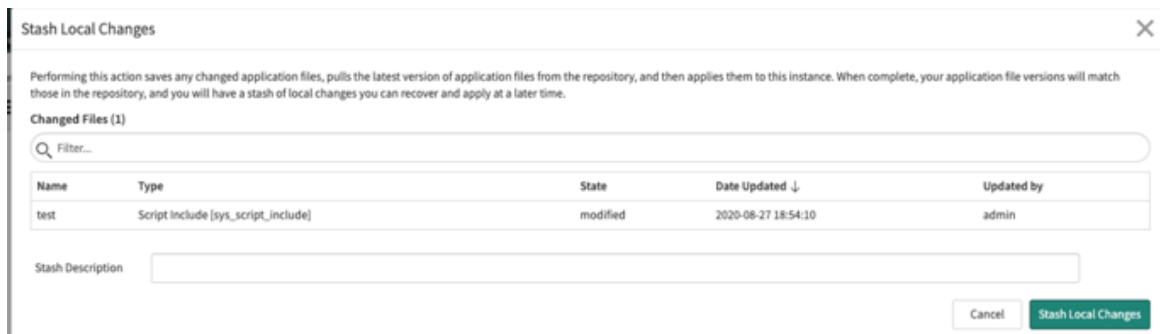 Stash Local Changes
Performing this action saves any changed application files, pulls the latest version of application files from the repository, and then applies them to this instance. When complete, your application file versions will match
those in the repository, and you will have a stash of local changes you can recover and apply at a later time.
Changed Files (1)
Filter...
Name Type State Date Updated ↓ Updated by
test Script Include [sys_script_include] modified 2020-08-27 18:54:10 admin
Stash Description
Cancel Stash Local Changes